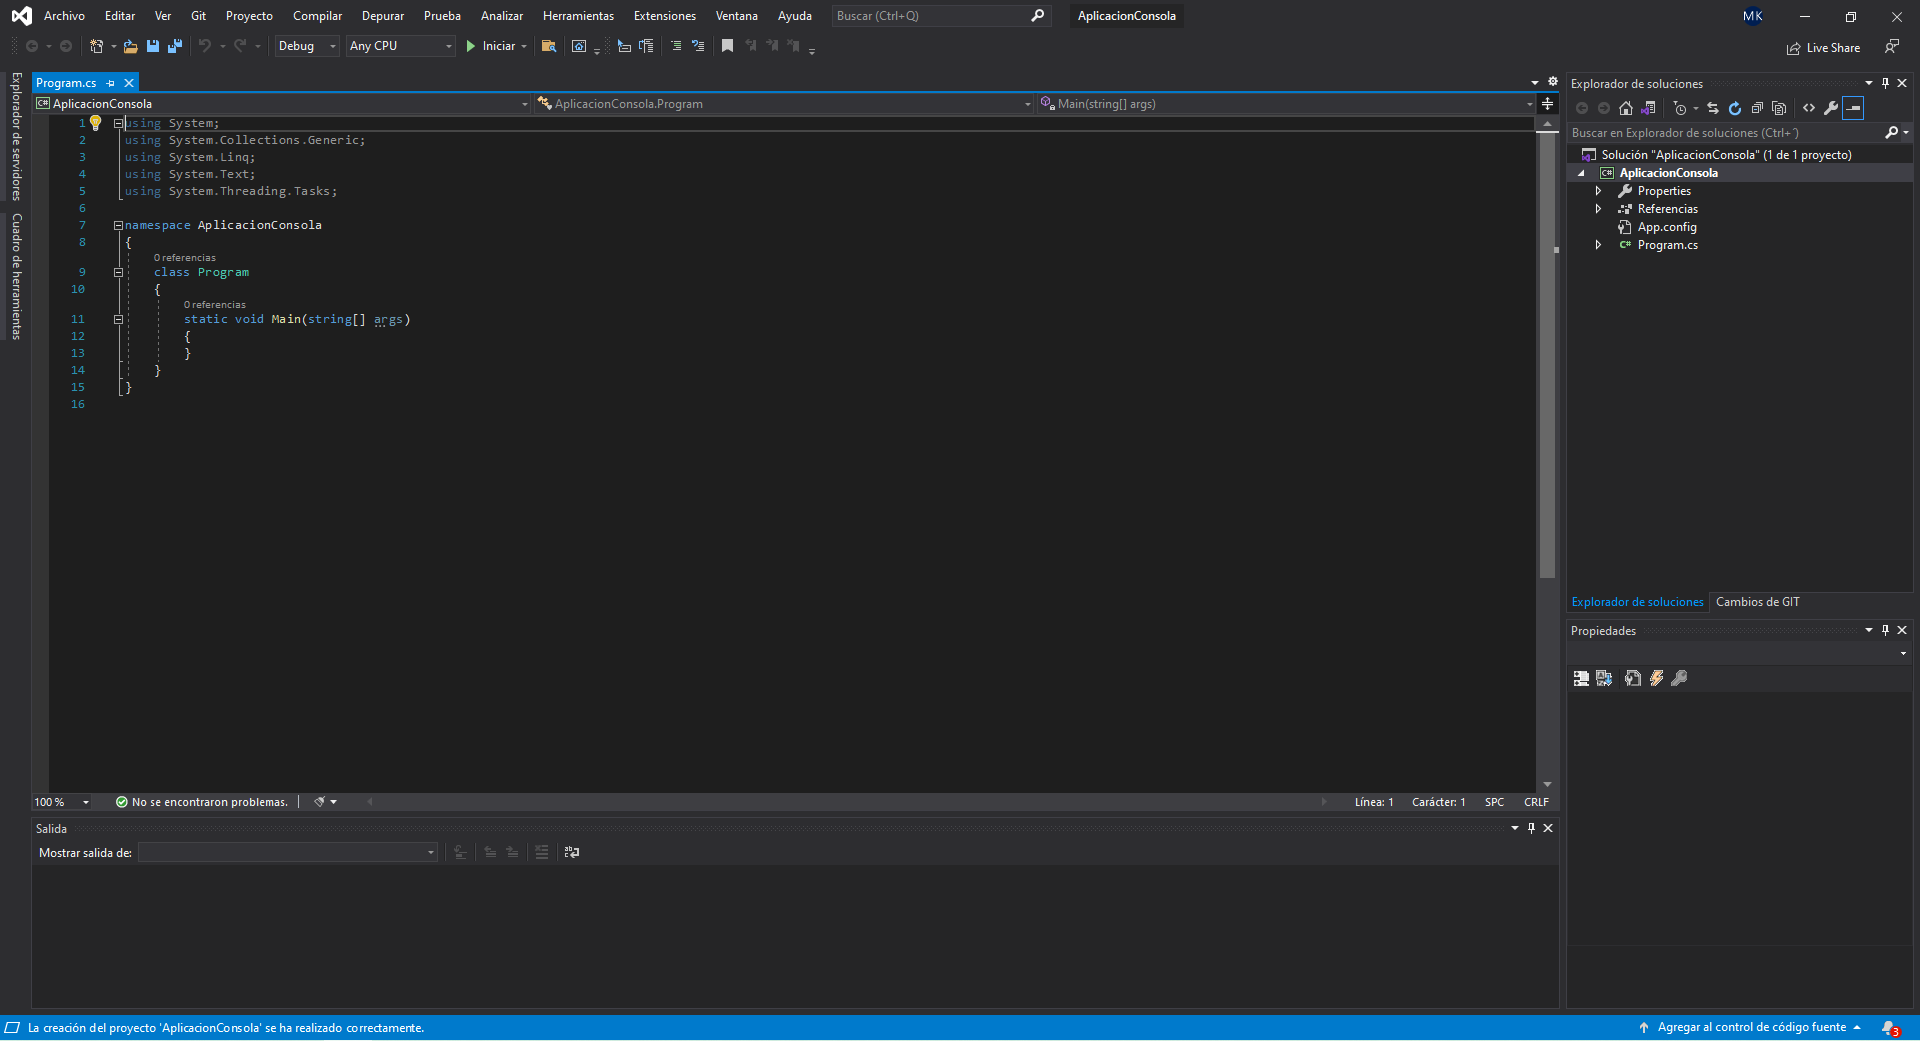 Archivo Editar Ver Git Proyecto Compilar Depurar Prueba Analizar Herramientas Extensiones Ventana Ayuda Buscar (Ctrl+Q) AplicacionConsola MK
Debug Any CPU Iniciar Live Share
Explorador de servidores
Cuadro de herramientas
Program.cs
C# AplicacionConsola AplicacionConsola.Program Main(string[] args)
1 using System;
2 using System.Collections.Generic;
3 using System.Linq;
4 using System.Text;
5 using System.Threading.Tasks;
6
7 namespace AplicacionConsola
8 {
0 referencias
9 class Program
10 {
0 referencias
11 static void Main(string[] args)
12 {
13 }
14 }
15 }
16
100 % No se encontraron problemas. Línea: 1 Carácter: 1 SPC CRLF
Salida
Mostrar salida de:
Explorador de soluciones
Buscar en Explorador de soluciones (Ctrl+´)
Solución "AplicacionConsola" (1 de 1 proyecto)
C# AplicacionConsola
Properties
Referencias
App.config
C# Program.cs
Explorador de soluciones Cambios de GIT
Propiedades
La creación del proyecto 'AplicacionConsola' se ha realizado correctamente. Agregar al control de código fuente 3